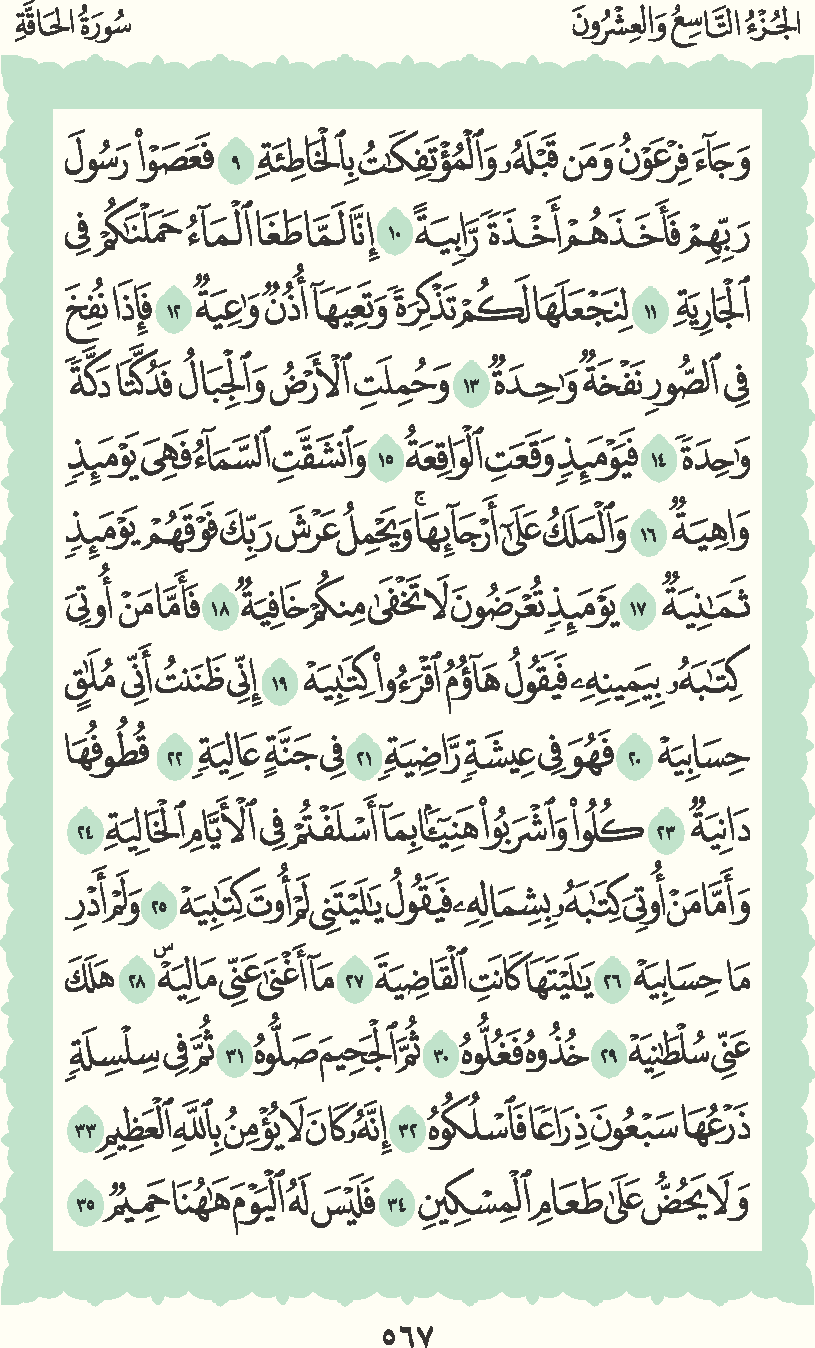 الجُزْءُ التَّاسِعُ وَالعِشْرُونَ
سُورَةُ الحَاقَّةِ
وَجَآءَ فِرْعَوْنُ وَمَن قَبْلَهُۥ وَٱلْمُؤْتَفِكَٰتُ بِٱلْخَاطِئَةِ ٩ فَعَصَوْا۟ رَسُولَ
رَبِّهِمْ فَأَخَذَهُمْ أَخْذَةً رَّابِيَةً ١٠ إِنَّا لَمَّا طَغَا ٱلْمَآءُ حَمَلْنَٰكُمْ فِى
ٱلْجَارِيَةِ ١١ لِنَجْعَلَهَا لَكُمْ تَذْكِرَةً وَتَعِيَهَآ أُذُنٌ وَٰعِيَةٌ ١٢ فَإِذَا نُفِخَ
فِى ٱلصُّورِ نَفْخَةٌ وَٰحِدَةٌ ١٣ وَحُمِلَتِ ٱلْأَرْضُ وَٱلْجِبَالُ فَدُكَّتَا دَكَّةً
وَٰحِدَةً ١٤ فَيَوْمَئِذٍ وَقَعَتِ ٱلْوَاقِعَةُ ١٥ وَٱنشَقَّتِ ٱلسَّمَآءُ فَهِىَ يَوْمَئِذٍ
وَاهِيَةٌ ١٦ وَٱلْمَلَكُ عَلَىٰٓ أَرْجَآئِهَا ۚ وَيَحْمِلُ عَرْشَ رَبِّكَ فَوْقَهُمْ يَوْمَئِذٍ
ثَمَٰنِيَةٌ ١٧ يَوْمَئِذٍ تُعْرَضُونَ لَا تَخْفَىٰ مِنكُمْ خَافِيَةٌ ١٨ فَأَمَّا مَنْ أُوتِىَ
كِتَٰبَهُۥ بِيَمِينِهِۦ فَيَقُولُ هَآؤُمُ ٱقْرَءُوا۟ كِتَٰبِيَهْ ١٩ إِنِّى ظَنَنتُ أَنِّى مُلَٰقٍ
حِسَابِيَهْ ٢٠ فَهُوَ فِى عِيشَةٍ رَّاضِيَةٍ ٢١ فِى جَنَّةٍ عَالِيَةٍ ٢٢ قُطُوفُهَا
دَانِيَةٌ ٢٣ كُلُوا۟ وَٱشْرَبُوا۟ هَنِيٓـًٔۢا بِمَآ أَسْلَفْتُمْ فِى ٱلْأَيَّامِ ٱلْخَالِيَةِ ٢٤
وَأَمَّا مَنْ أُوتِىَ كِتَٰبَهُۥ بِشِمَالِهِۦ فَيَقُولُ يَٰلَيْتَنِى لَمْ أُوتَ كِتَٰبِيَهْ ٢٥ وَلَمْ أَدْرِ
مَا حِسَابِيَهْ ٢٦ يَٰلَيْتَهَا كَانَتِ ٱلْقَاضِيَةَ ٢٧ مَآ أَغْنَىٰ عَنِّى مَالِيَهْ ۜ ٢٨ هَلَكَ
عَنِّى سُلْطَٰنِيَهْ ٢٩ خُذُوهُ فَغُلُّوهُ ٣٠ ثُمَّ ٱلْجَحِيمَ صَلُّوهُ ٣١ ثُمَّ فِى سِلْسِلَةٍ
ذَرْعُهَا سَبْعُونَ ذِرَاعًا فَٱسْلُكُوهُ ٣٢ إِنَّهُۥ كَانَ لَا يُؤْمِنُ بِٱللَّهِ ٱلْعَظِيمِ ٣٣
وَلَا يَحُضُّ عَلَىٰ طَعَامِ ٱلْمِسْكِينِ ٣٤ فَلَيْسَ لَهُ ٱلْيَوْمَ هَٰهُنَا حَمِيمٌ ٣٥
٥٦٧